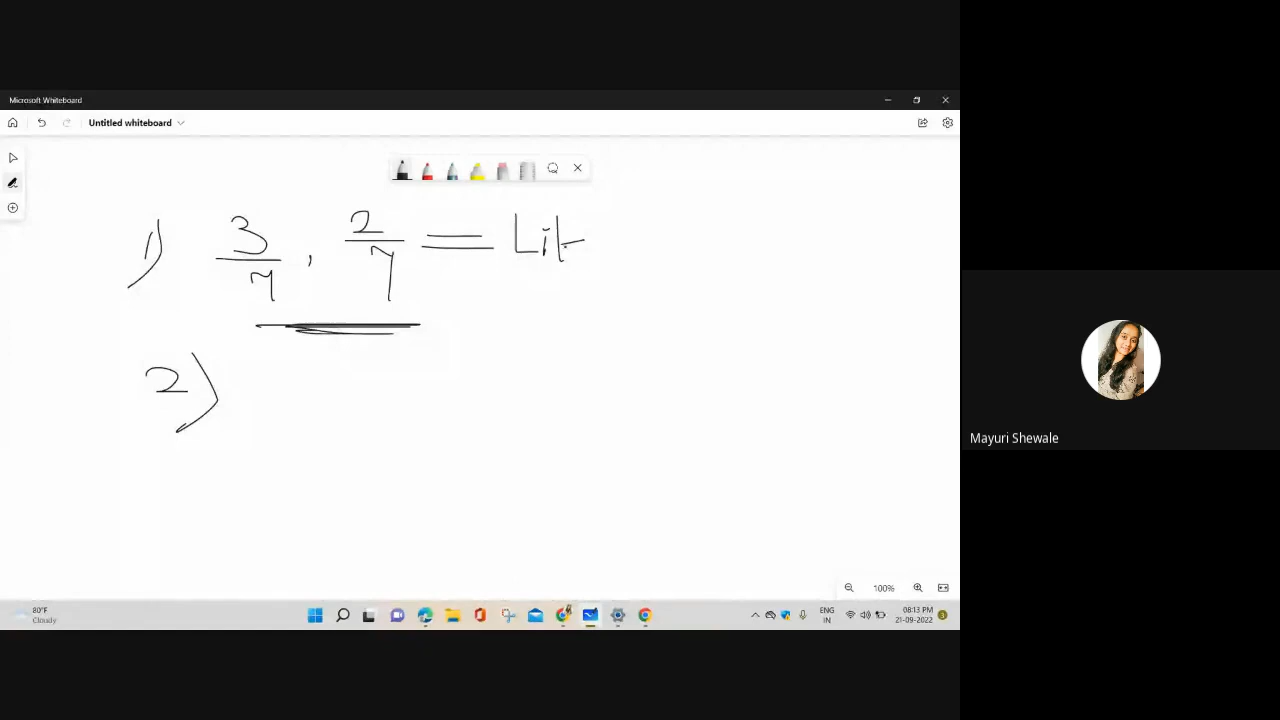 Microsoft Whiteboard
Untitled whiteboard
1) 3/7 , 2/7 = Lit
2)
Mayuri Shewale
100%
80°F
Cloudy
ENG
IN
08:13 PM
21-09-2022
3